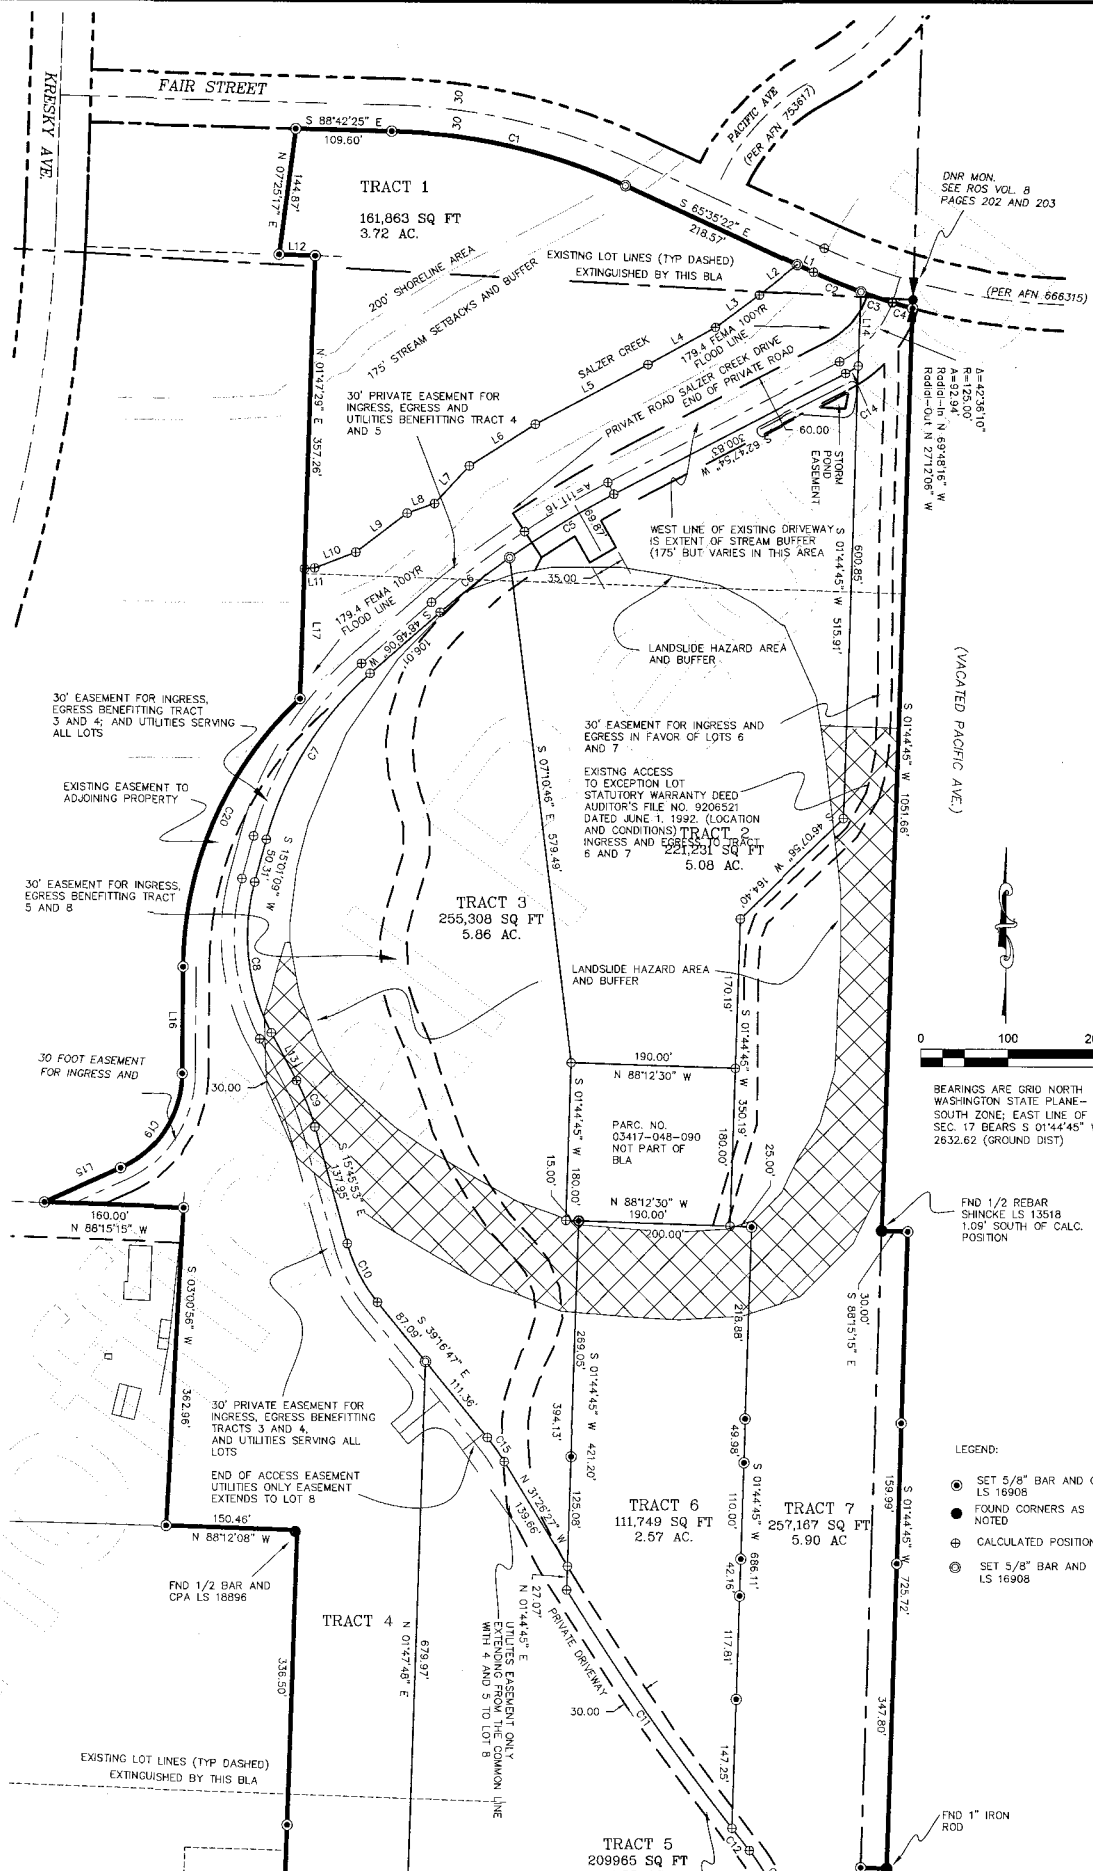 KRESKY AVE.
FAIR STREET
30
30
S 88°42'25" E
109.60'
C1
PACIFIC AVE
(PER AFN 753617)
DNR MON.
SEE ROS VOL. 8
PAGES 202 AND 203
N 07°25'17" E
144.87'
TRACT 1
161,863 SQ FT
3.72 AC.
S 65°35'22" E
218.57'
L12
EXISTING LOT LINES (TYP DASHED)
EXTINGUISHED BY THIS BLA
L1
L2
C2
C3
C4
L14
(PER AFN 666315)
200' SHORELINE AREA
175' STREAM SETBACKS AND BUFFER
L3
L4
L5
L6
L7
L8
L9
L10
L11
SALZER CREEK
179.4 FEMA 100YR
FLOOD LINE
PRIVATE ROAD SALZER CREEK DRIVE
END OF PRIVATE ROAD
Δ=42°36'10"
R=125.00'
A=92.94'
Radial-In N 69°48'16" W
Radial-Out N 27°12'06" W
N 01°47'29" E 357.26'
30' PRIVATE EASEMENT FOR
INGRESS, EGRESS AND
UTILITIES BENEFITTING TRACT 4
AND 5
60.00
C14
S 62°47'54" W
300.83'
STORM
POND
EASEMENT
A=111.16
C5
69.87'
WEST LINE OF EXISTING DRIVEWAY
IS EXTENT OF STREAM BUFFER
(175' BUT VARIES IN THIS AREA
S 01°44'45" W 515.91'
600.85'
35.00
C6
179.4 FEMA 100YR
FLOOD LINE
L17
S 48°46'06" W
106.01'
LANDSLIDE HAZARD AREA
AND BUFFER
(VACATED PACIFIC AVE.)
30' EASEMENT FOR INGRESS,
EGRESS BENEFITTING TRACT
3 AND 4; AND UTILITIES SERVING
ALL LOTS
S 07°10'46" E 579.49'
30' EASEMENT FOR INGRESS AND
EGRESS IN FAVOR OF LOTS 6
AND 7
S 01°44'45" W 1051.66'
C7
EXISTNG ACCESS
TO EXCEPTION LOT
STATUTORY WARRANTY DEED
AUDITOR'S FILE NO. 9206521
DATED JUNE 1, 1992. (LOCATION
AND CONDITIONS)
INGRESS AND EGRESS TO TRACT
6 AND 7
TRACT 2
221,231 SQ FT
5.08 AC.
EXISTING EASEMENT TO
ADJOINING PROPERTY
C20
S 46°07'56" W
164.40'
S 15°01'09" W
50.31'
30' EASEMENT FOR INGRESS,
EGRESS BENEFITTING TRACT
5 AND 8
TRACT 3
255,308 SQ FT
5.86 AC.
C8
LANDSLIDE HAZARD AREA
AND BUFFER
170.19'
S 01°44'45" W 350.19'
L16
L13
190.00'
N 88°12'30" W
0
100
BEARINGS ARE GRID NORTH
WASHINGTON STATE PLANE-
SOUTH ZONE; EAST LINE OF
SEC. 17 BEARS S 01°44'45"
2632.62 (GROUND DIST)
30 FOOT EASEMENT
FOR INGRESS AND
30.00'
C9
S 01°44'45" W 180.00'
PARC. NO.
03417-048-090
NOT PART OF
BLA
180.00'
25.00'
15.00'
C19
S 15°45'53" E
137.95'
L15
N 88°12'30" W
190.00'
200.00'
160.00'
N 88°15'15" W
FND 1/2 REBAR
SHINCKE LS 13518
1.09' SOUTH OF CALC.
POSITION
C10
30.00'
S 88°15'15" E
S 03°00'56" W
362.96'
218.88'
269.05'
S 01°44'45" W 421.20'
394.13'
S 39°16'47" E
87.09'
111.36'
30' PRIVATE EASEMENT FOR
INGRESS, EGRESS BENEFITTING
TRACTS 3 AND 4,
AND UTILITIES SERVING ALL
LOTS
C15
49.98'
S 01°44'45" W 686.11'
LEGEND:
SET 5/8" BAR AND
LS 16908
FOUND CORNERS AS
NOTED
CALCULATED POSITION
SET 5/8" BAR AND
LS 16908
END OF ACCESS EASEMENT
UTILITIES ONLY EASEMENT
EXTENDS TO LOT 8
N 31°26'27" W
139.66'
125.08'
TRACT 6
111,749 SQ FT
2.57 AC.
110.00'
TRACT 7
257,167 SQ FT
5.90 AC
159.99'
S 01°44'45" W 725.72'
150.46'
N 88°12'08" W
FND 1/2 BAR AND
CPA LS 18896
TRACT 4
27.07'
N 01°44'45" E
42.16'
PRIVATE DRIVEWAY
UTILITES EASEMENT ONLY
EXTENDING FROM THE COMMON LINE
WITH 4 AND 5 TO LOT 8
679.97'
N 01°47'48" E
117.81'
336.50'
30.00
C11
347.80'
147.25'
EXISTING LOT LINES (TYP DASHED)
EXTINGUISHED BY THIS BLA
C12
TRACT 5
209965 SQ FT
FND 1" IRON
ROD